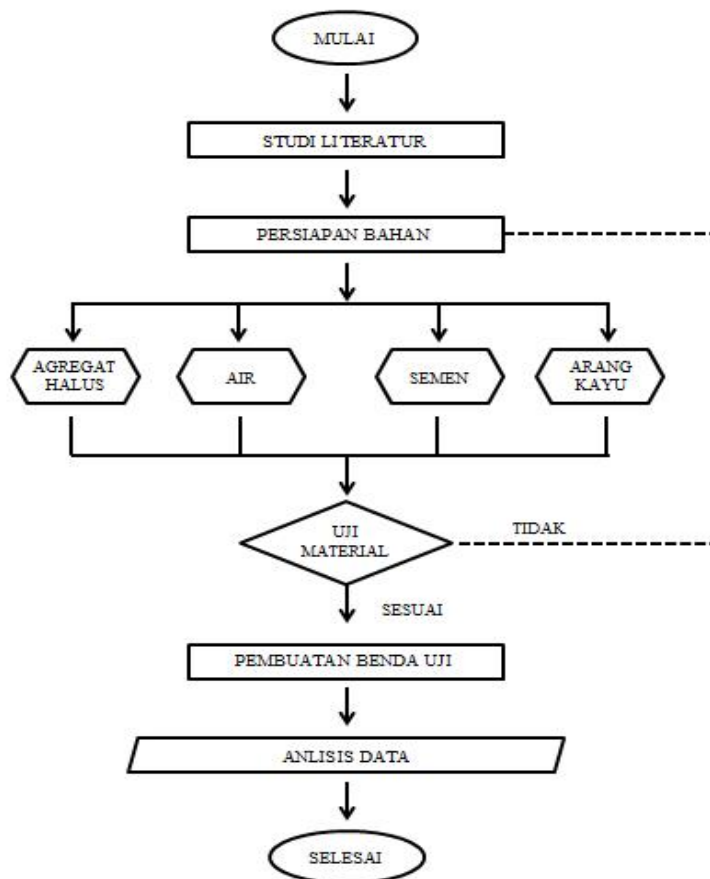 MULAI
STUDI LITERATUR
PERSIAPAN BAHAN
AGREGAT
HALUS
AIR
SEMEN
ARANG
KAYU
UJI
MATERIAL
TIDAK
SESUAI
PEMBUATAN BENDA UJI
ANLISIS DATA
SELESAI